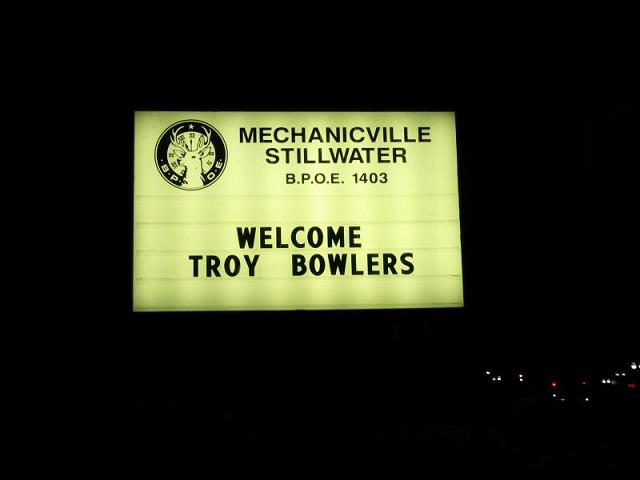 B.P.O.E.
MECHANICVILLE
STILLWATER
B.P.O.E. 1403
WELCOME
TROY BOWLERS